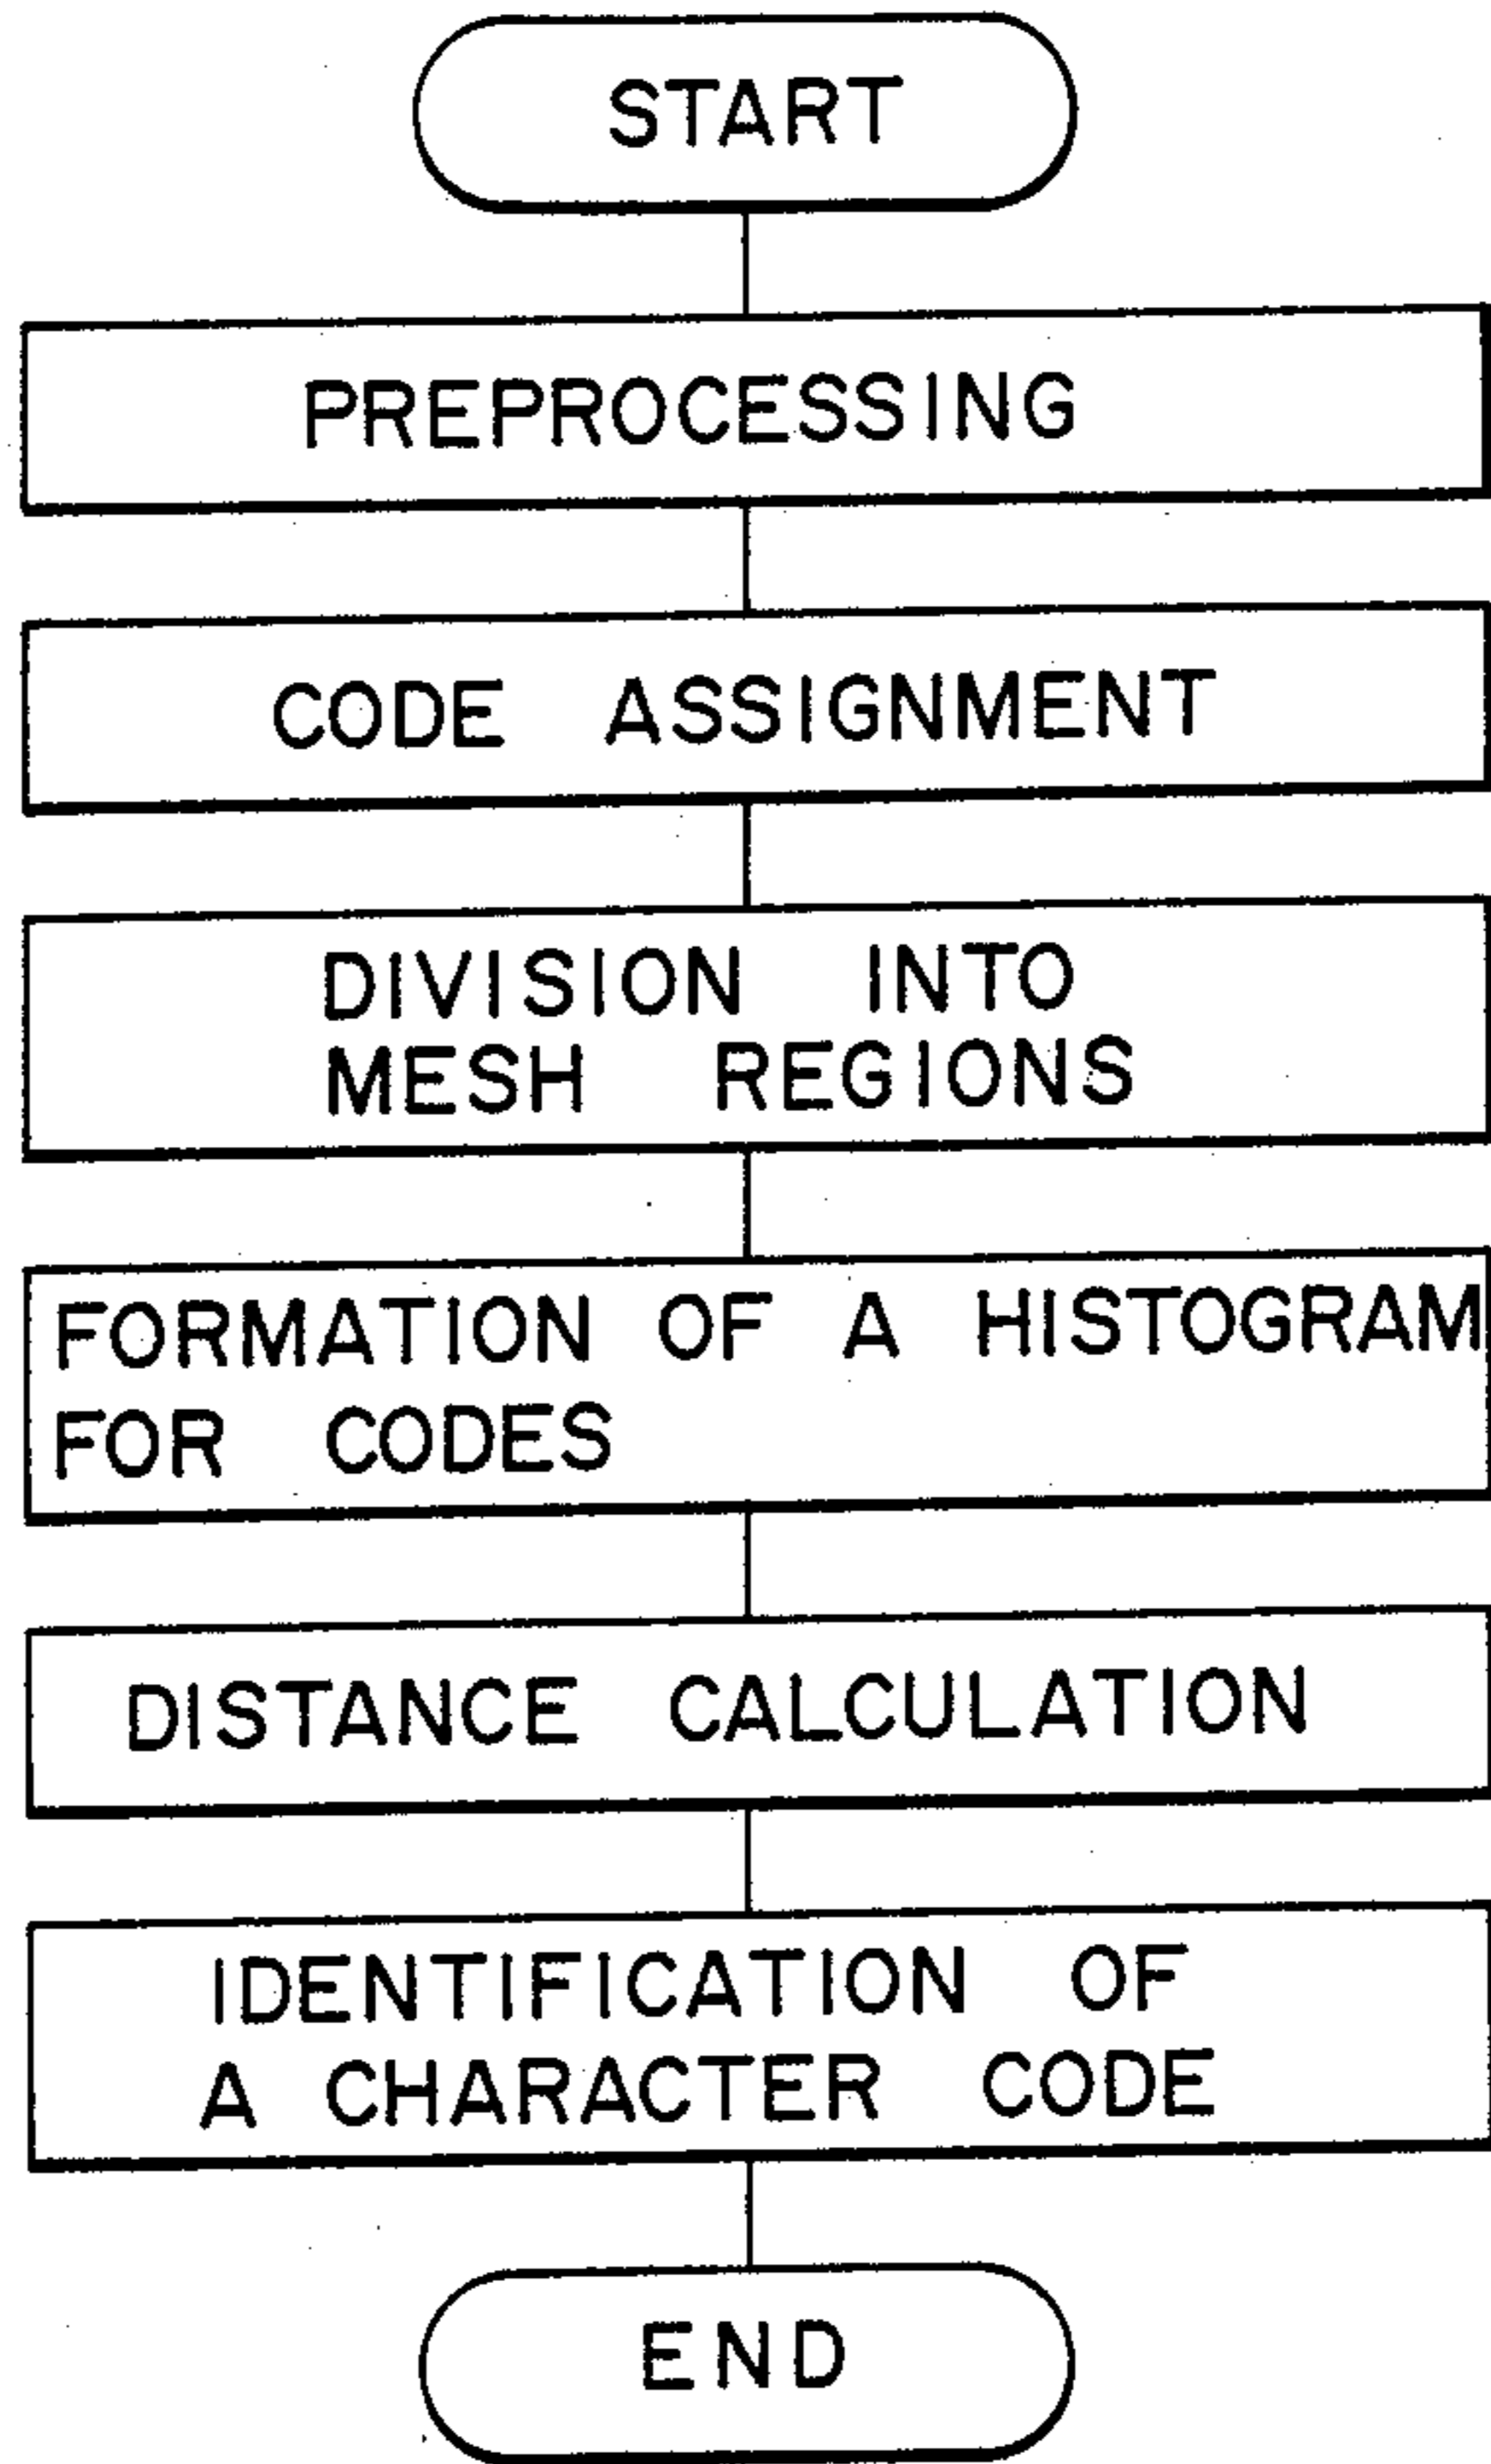 START
PREPROCESSING
CODE ASSIGNMENT
DIVISION INTO
MESH REGIONS
FORMATION OF A HISTOGRAM
FOR CODES
DISTANCE CALCULATION
IDENTIFICATION OF
A CHARACTER CODE
END